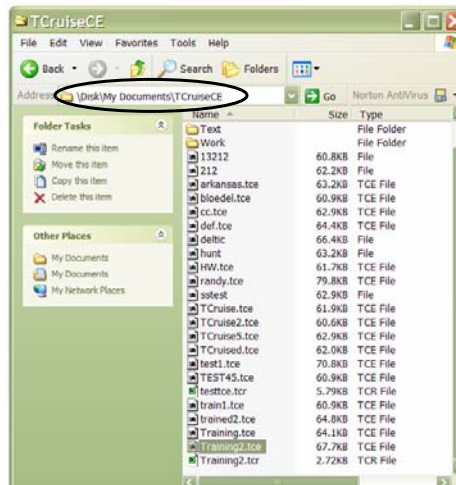 TCruiseCE
File Edit View Favorites Tools Help
Back Search Folders
Address \Disk\My Documents\TCruiseCE Go Norton AntiVirus
Folder Tasks
Rename this item
Move this item
Copy this item
Delete this item
Other Places
My Documents
My Documents
My Network Places
Name Size Type
Text File Folder
Work File Folder
13212 60.8KB File
212 62.2KB File
arkansas.tce 63.2KB TCE File
bloedel.tce 60.9KB TCE File
cc.tce 62.9KB TCE File
def.tce 64.4KB TCE File
deltic 66.4KB File
hunt 63.2KB File
HW.tce 61.7KB TCE File
randy.tce 79.8KB TCE File
sstest 62.9KB File
TCruise.tce 61.9KB TCE File
TCruise2.tce 60.6KB TCE File
TCruise5.tce 62.9KB TCE File
TCruised.tce 62.0KB TCE File
test1.tce 70.8KB TCE File
TEST45.tce 60.9KB TCE File
testtce.tcr 5.79KB TCR File
train1.tce 60.9KB TCE File
trained2.tce 64.8KB TCE File
Training.tce 64.1KB TCE File
Training2.tce 67.7KB TCE File
Training2.tcr 2.72KB TCR File